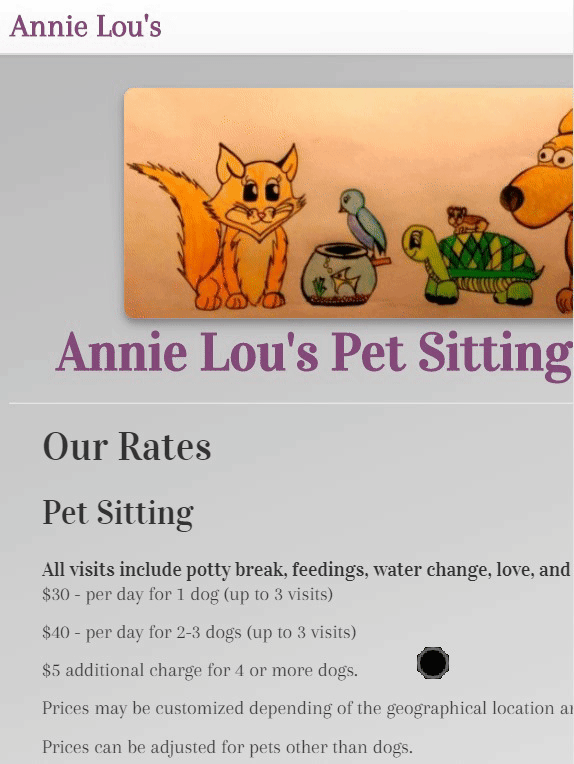 Annie Lou's
Annie Lou's Pet Sitting
Our Rates
Pet Sitting
All visits include potty break, feedings, water change, love, and
$30 - per day for 1 dog (up to 3 visits)
$40 - per day for 2-3 dogs (up to 3 visits)
$5 additional charge for 4 or more dogs.
Prices may be customized depending of the geographical location
Prices can be adjusted for pets other than dogs.